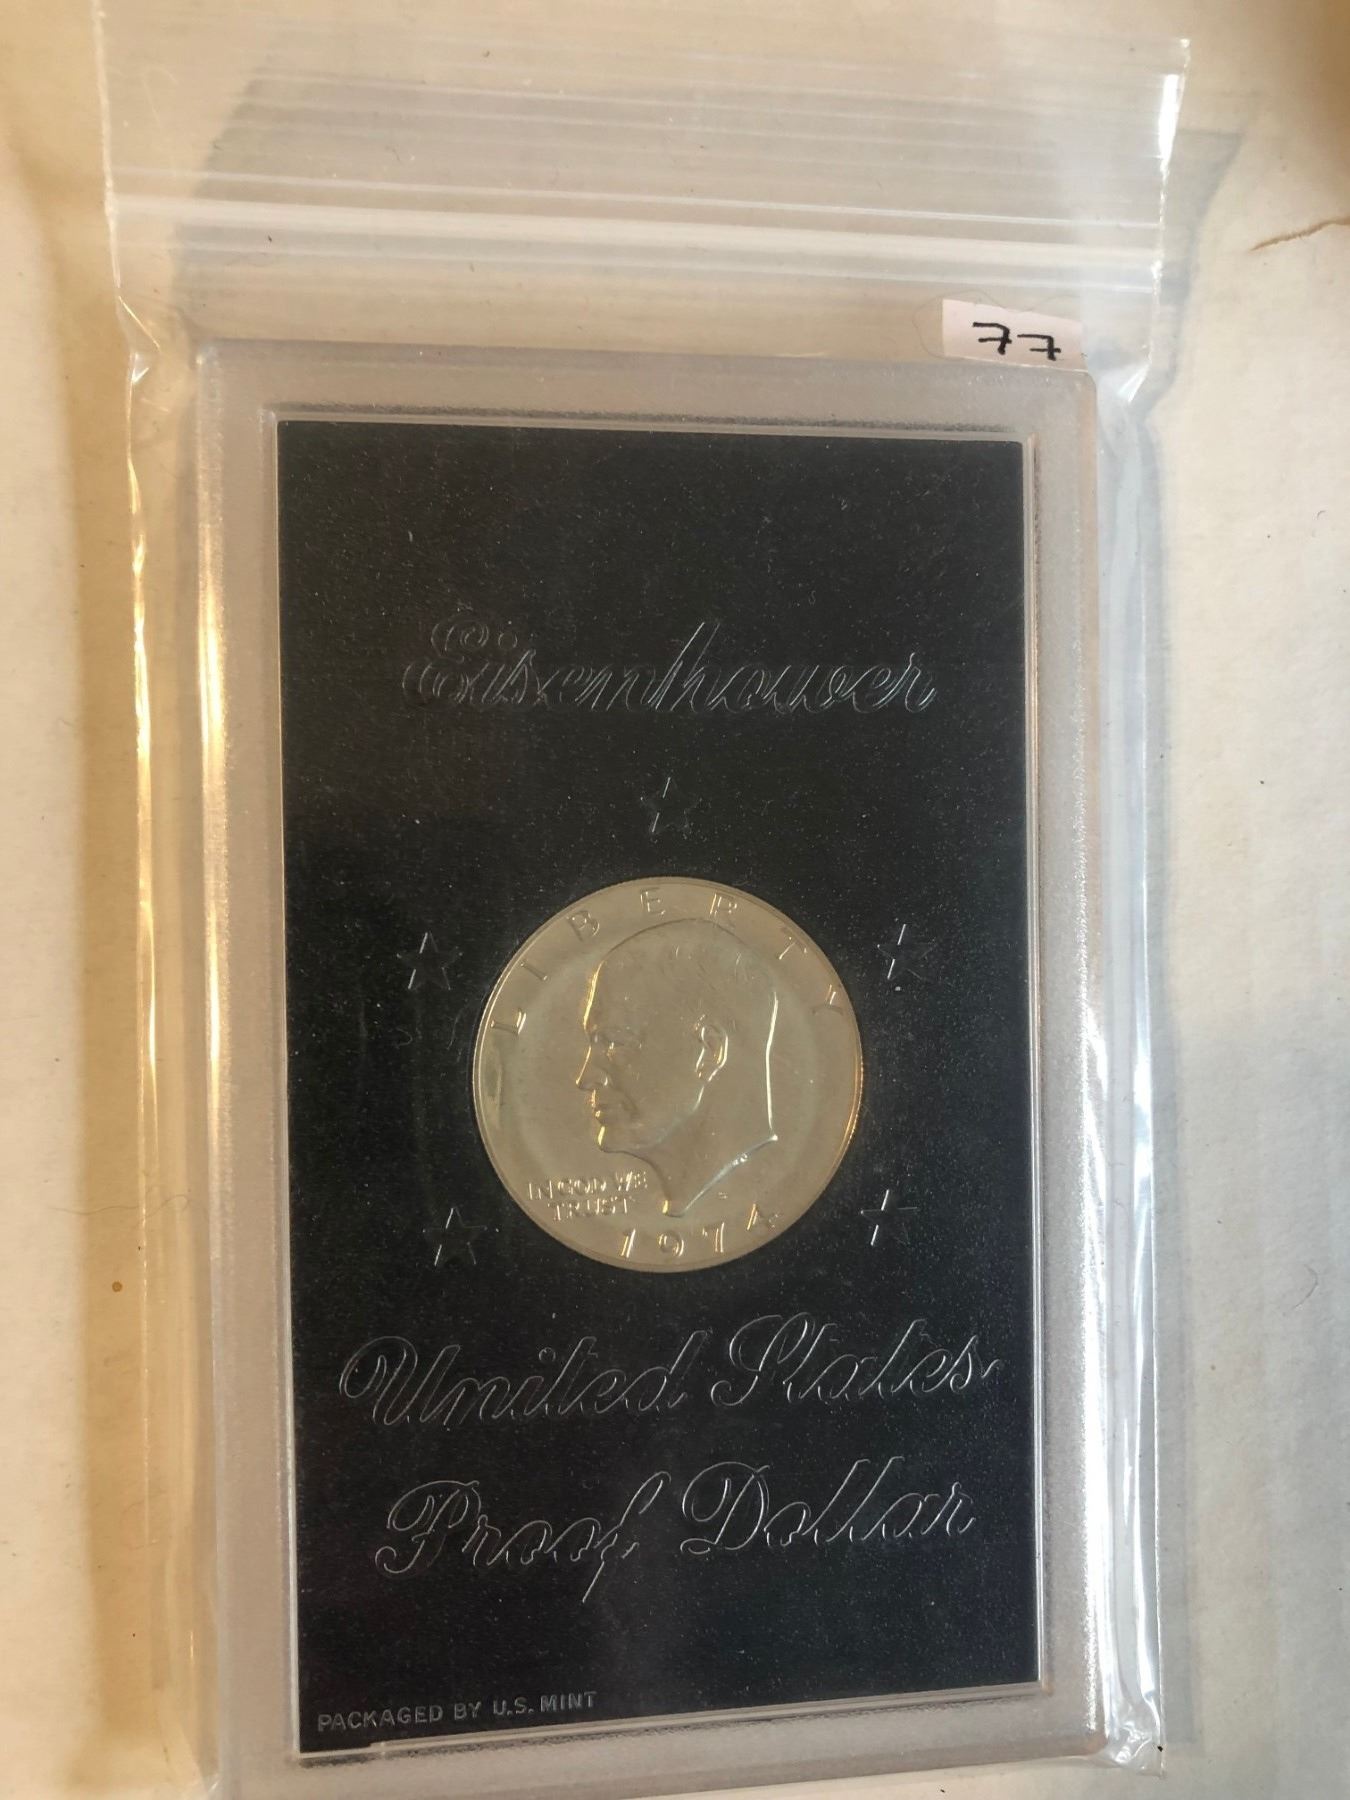 77
Eisenhower
LIBERTY
IN GOD WE
TRUST
1974
United States
Proof Dollar
PACKAGED BY U.S. MINT